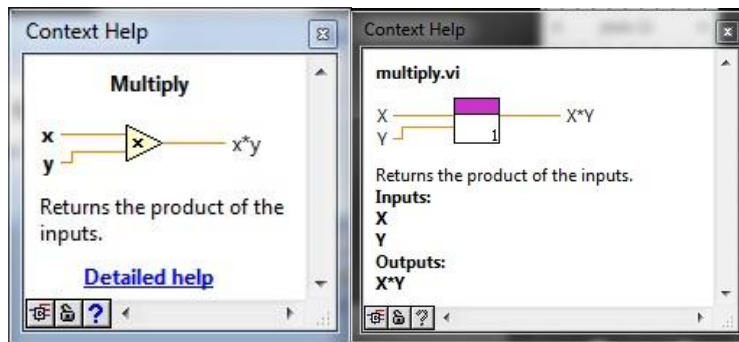 Context Help
Multiply
x
y
x*y
Returns the product of the
inputs.
Detailed help
?
Context Help
multiply.vi
X
Y
1
X*Y
Returns the product of the inputs.
Inputs:
X
Y
Outputs:
X*Y
?